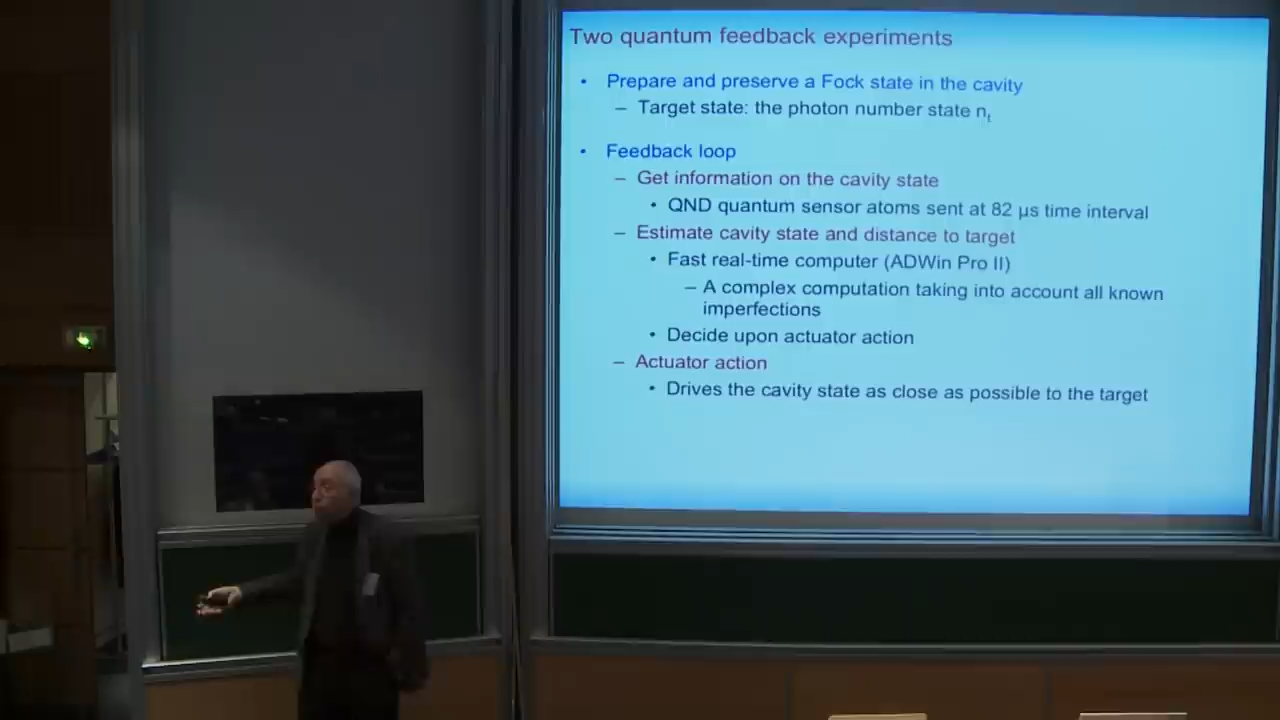 Two quantum feedback experiments
• Prepare and preserve a Fock state in the cavity
– Target state: the photon number state nt
• Feedback loop
– Get information on the cavity state
• QND quantum sensor atoms sent at 82 µs time interval
– Estimate cavity state and distance to target
• Fast real-time computer (ADWin Pro II)
– A complex computation taking into account all known
imperfections
• Decide upon actuator action
– Actuator action
• Drives the cavity state as close as possible to the target